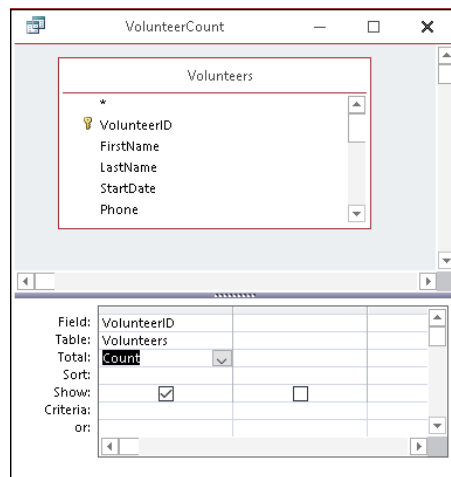 VolunteerCount
Volunteers
*
VolunteerID
FirstName
LastName
StartDate
Phone
Field: VolunteerID
Table: Volunteers
Total: Count
Sort:
Show:
Criteria:
or: